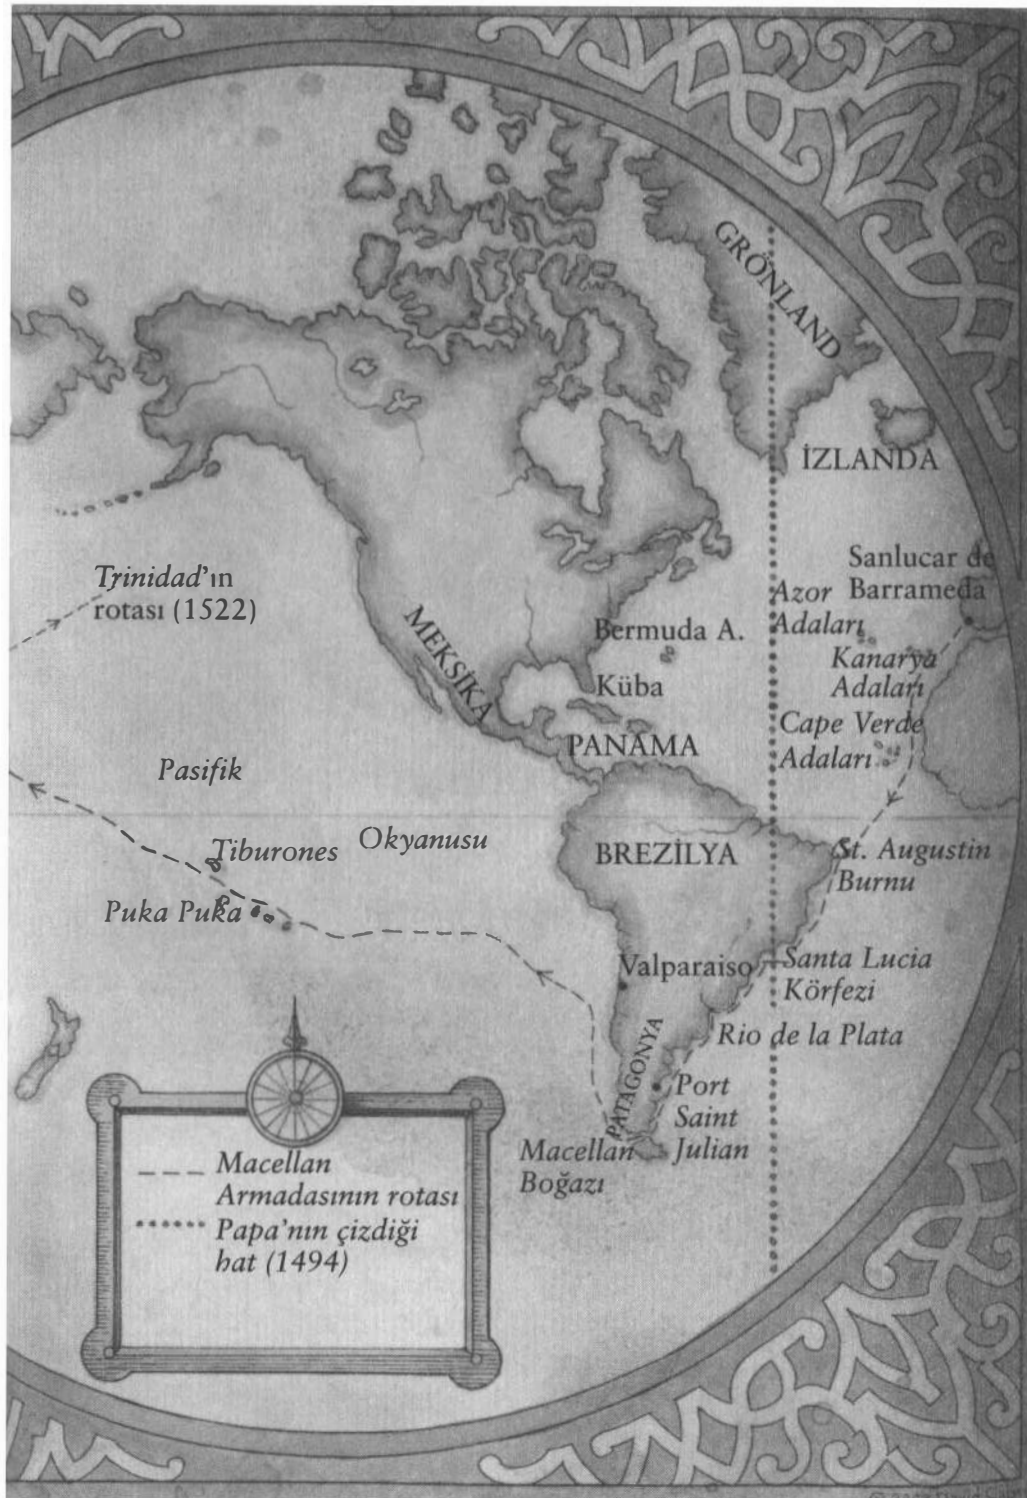 GRÖNLAND
İZLANDA
Trinidad'ın
rotası (1522)
Sanlucar de
Barrameda
Azor
Adaları
MEKSİKA
Bermuda A.
Kanarya
Adaları
Küba
Cape Verde
Adaları
PANAMA
Pasifik
Okyanusu
Tiburones
BREZİLYA
St. Augustin
Burnu
Puka Puka
Valparaiso
Santa Lucia
Körfezi
Rio de la Plata
PATAGONYA
Port
Saint
Julian
Macellan
Boğazı
Macellan
Armadasının rotası
Papa'nın çizdiği
hat (1494)